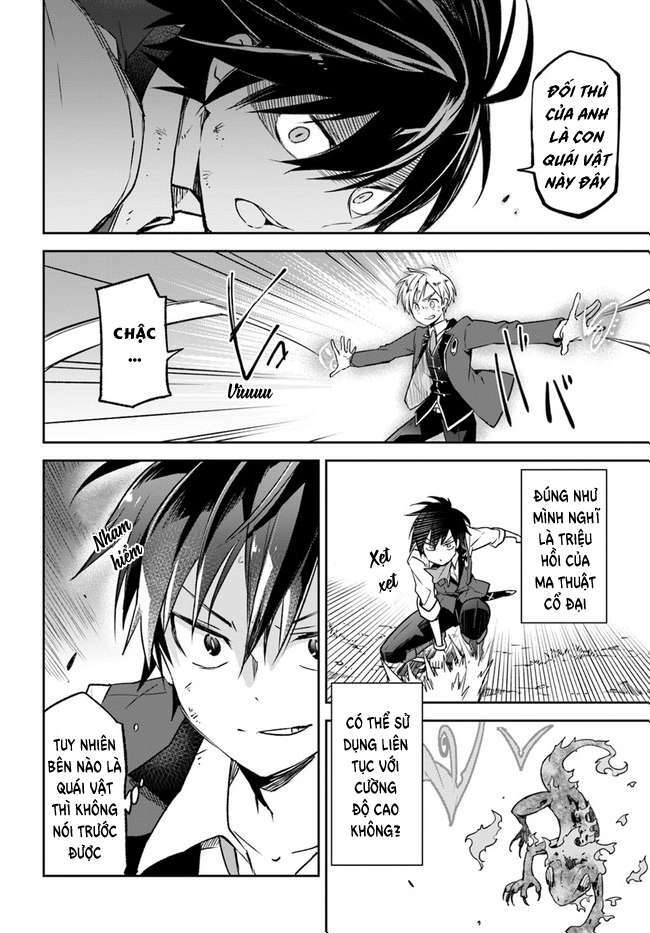 ĐỐI THỦ
CỦA ANH
LÀ CON
QUÁI VẬT
NÀY ĐÂY
CHẬC
...
Vìuuuu
ĐÚNG NHƯ
MÌNH NGHĨ
LÀ TRIỆU
HỒI CỦA
MA THUẬT
CỔ ĐẠI
Xẹt
xẹt
CÓ THỂ SỬ
DỤNG LIÊN
TỤC VỚI
CƯỜNG
ĐỘ CAO
KHÔNG?
Nham
hiểm
TUY NHIÊN
BÊN NÀO LÀ
QUÁI VẬT
THÌ KHÔNG
NÓI TRƯỚC
ĐƯỢC